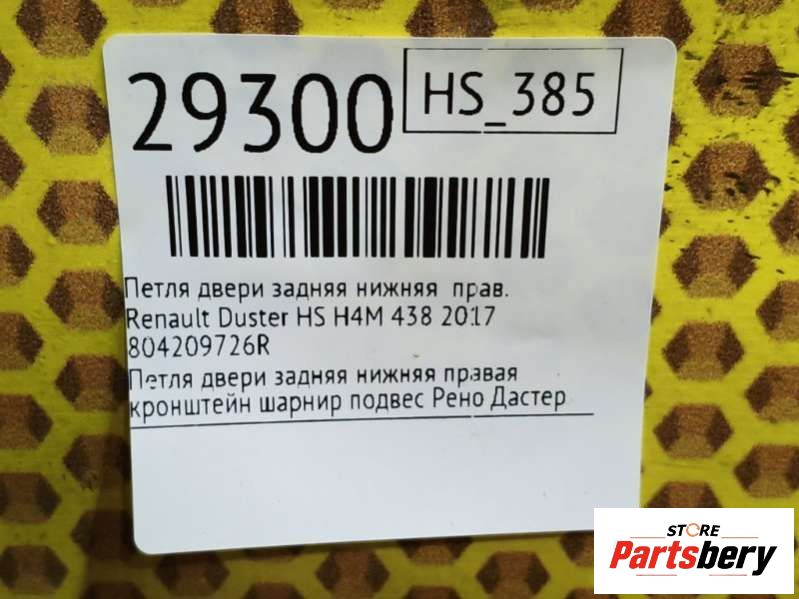 29300
HS_385
Петля двери задняя нижняя прав.
Renault Duster HS H4M 438 2017
804209726R
Петля двери задняя нижняя правая
кронштейн шарнир подвес Рено Дастер
STORE
Partsbery